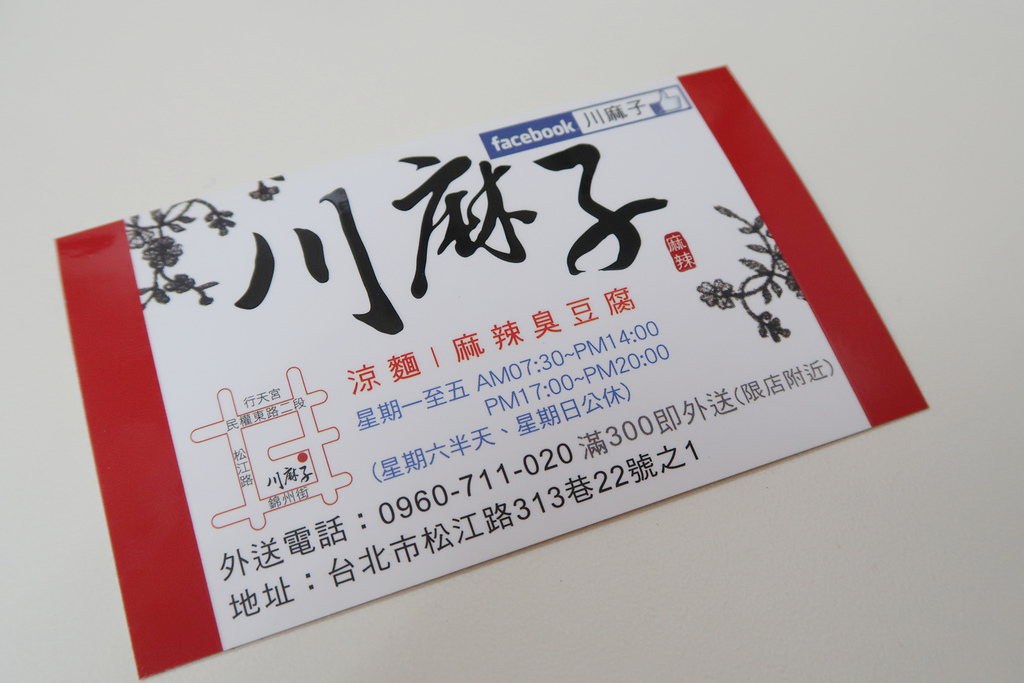 facebook 川麻子
川麻子
麻辣
涼麵 | 麻辣臭豆腐
星期一至五 AM07:30~PM14:00
PM17:00~PM20:00
(星期六半天、星期日公休)
行天宮
民權東路二段
松江路
川麻子
錦州街
外送電話：0960-711-020 滿300即外送(限店附近)
地址：台北市松江路313巷22號之1